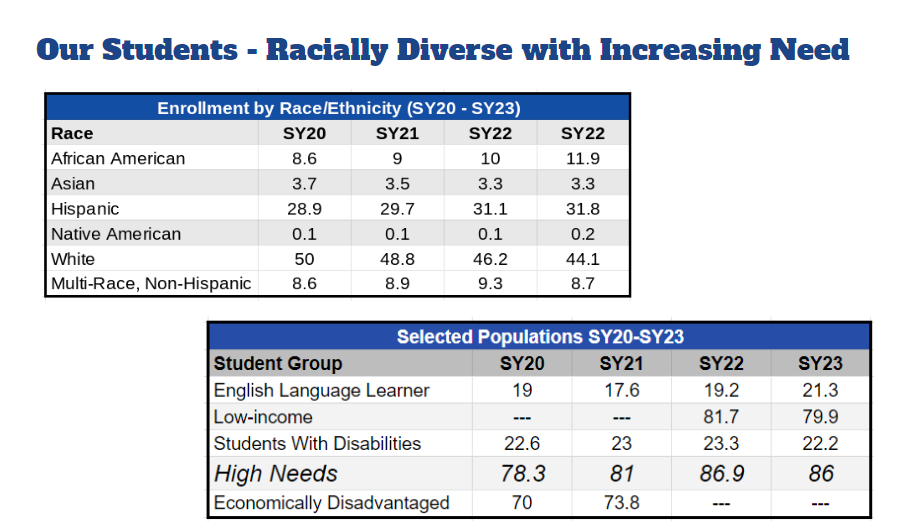 Our Students - Racially Diverse with Increasing Need
Enrollment by Race/Ethnicity (SY20 - SY23)
Race SY20 SY21 SY22 SY22
African American 8.6 9 10 11.9
Asian 3.7 3.5 3.3 3.3
Hispanic 28.9 29.7 31.1 31.8
Native American 0.1 0.1 0.1 0.2
White 50 48.8 46.2 44.1
Multi-Race, Non-Hispanic 8.6 8.9 9.3 8.7
Selected Populations SY20-SY23
Student Group SY20 SY21 SY22 SY23
English Language Learner 19 17.6 19.2 21.3
Low-income --- --- 81.7 79.9
Students With Disabilities 22.6 23 23.3 22.2
High Needs 78.3 81 86.9 86
Economically Disadvantaged 70 73.8 --- ---